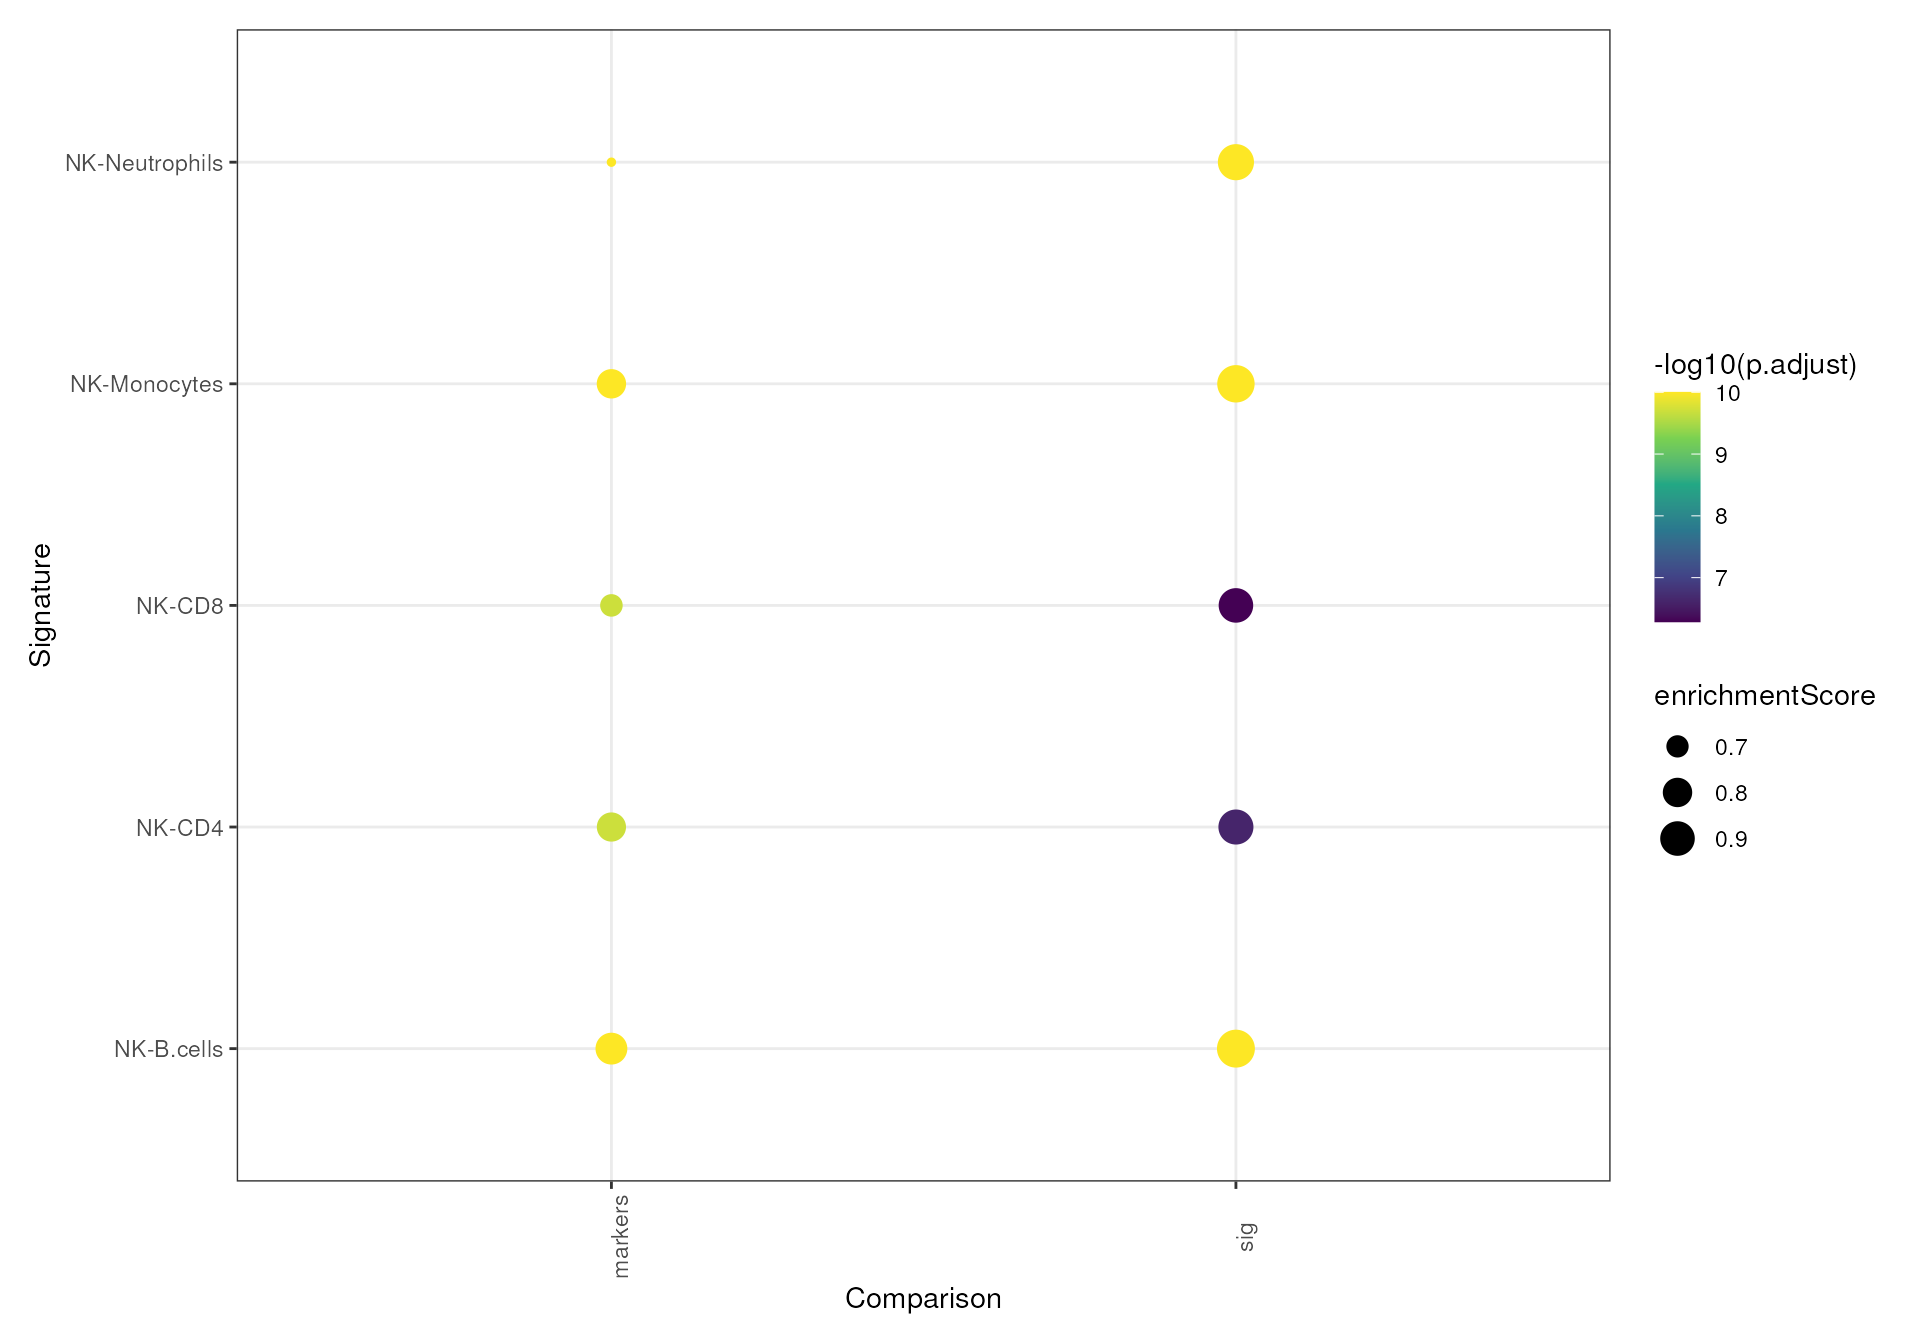 NK-Neutrophils
NK-Monocytes
NK-CD8
NK-CD4
NK-B.cells
Signature
markers
sig
Comparison
-log10(p.adjust)
10
9
8
7
enrichmentScore
0.7
0.8
0.9